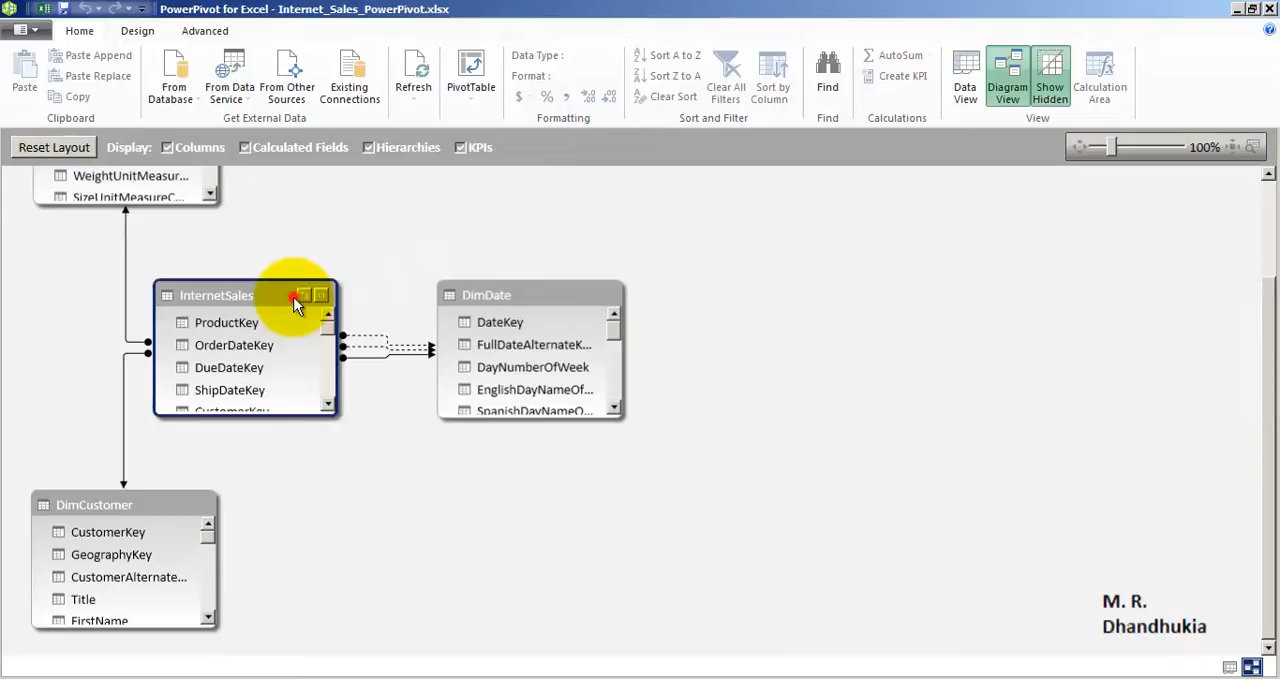 PowerPivot for Excel - Internet_Sales_PowerPivot.xlsx
Home Design Advanced
Paste
Paste Append
Paste Replace
Copy
Clipboard
From Database
From Data Service
From Other Sources
Existing Connections
Get External Data
Refresh
PivotTable
Data Type :
Format :
$ % ,
Formatting
Sort A to Z
Sort Z to A
Clear Sort
Clear All Filters
Sort by Column
Sort and Filter
Find
Find
AutoSum
Create KPI
Calculations
Data View
Diagram View
Show Hidden
Calculation Area
View
Reset Layout Display: Columns Calculated Fields Hierarchies KPIs 100%
WeightUnitMeasur...
SizeUnitMeasureC...
InternetSales
ProductKey
OrderDateKey
DueDateKey
ShipDateKey
CustomerKey
DimDate
DateKey
FullDateAlternateK...
DayNumberOfWeek
EnglishDayNameOf...
SpanishDayNameO...
DimCustomer
CustomerKey
GeographyKey
CustomerAlternate...
Title
FirstName
M. R.
Dhandhukia